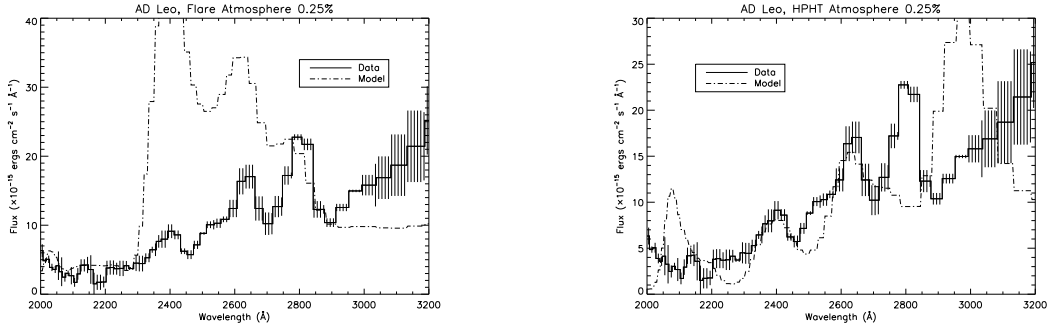 AD Leo, Flare Atmosphere 0.25%
40
30
20
10
0
Flux (×10⁻¹⁵ ergs cm⁻² s⁻¹ Å⁻¹)
Data
Model
2000 2200 2400 2600 2800 3000 3200
Wavelength (Å)
AD Leo, HPHT Atmosphere 0.25%
30
25
20
15
10
5
0
Flux (×10⁻¹⁵ ergs cm⁻² s⁻¹ Å⁻¹)
Data
Model
2000 2200 2400 2600 2800 3000 3200
Wavelength (Å)